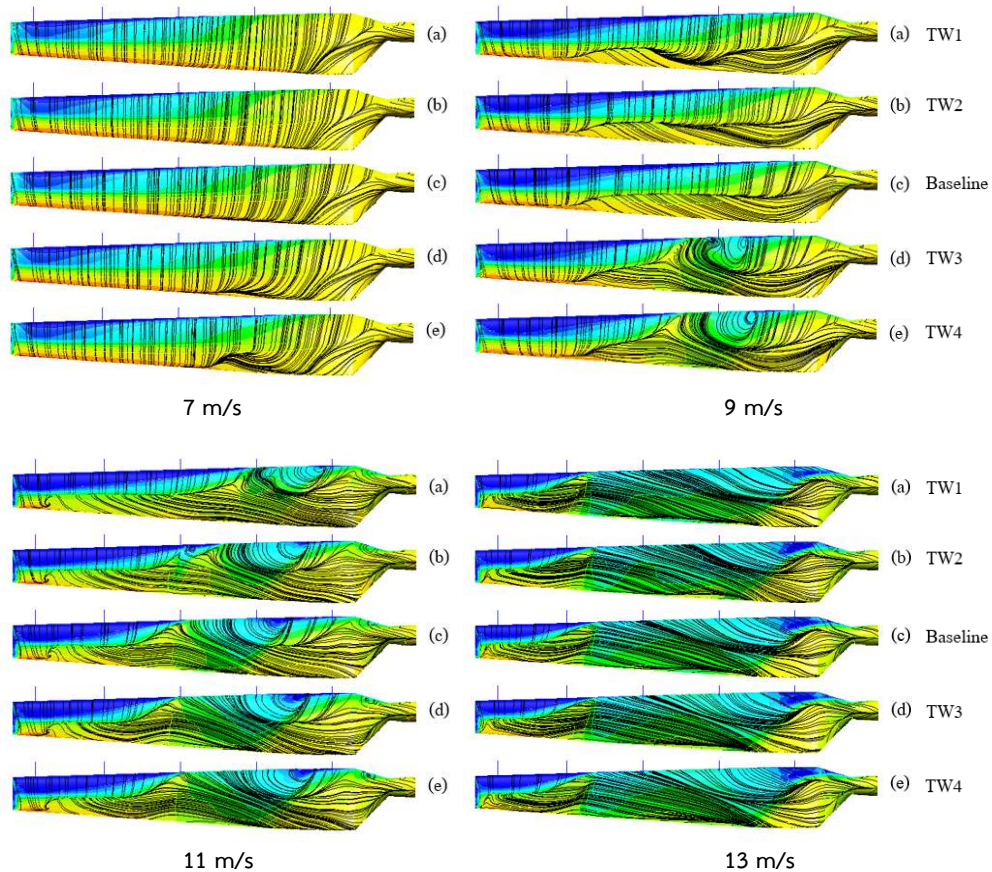 (a)
(b)
(c)
(d)
(e)
7 m/s
(a) TW1
(b) TW2
(c) Baseline
(d) TW3
(e) TW4
9 m/s
(a)
(b)
(c)
(d)
(e)
11 m/s
(a) TW1
(b) TW2
(c) Baseline
(d) TW3
(e) TW4
13 m/s